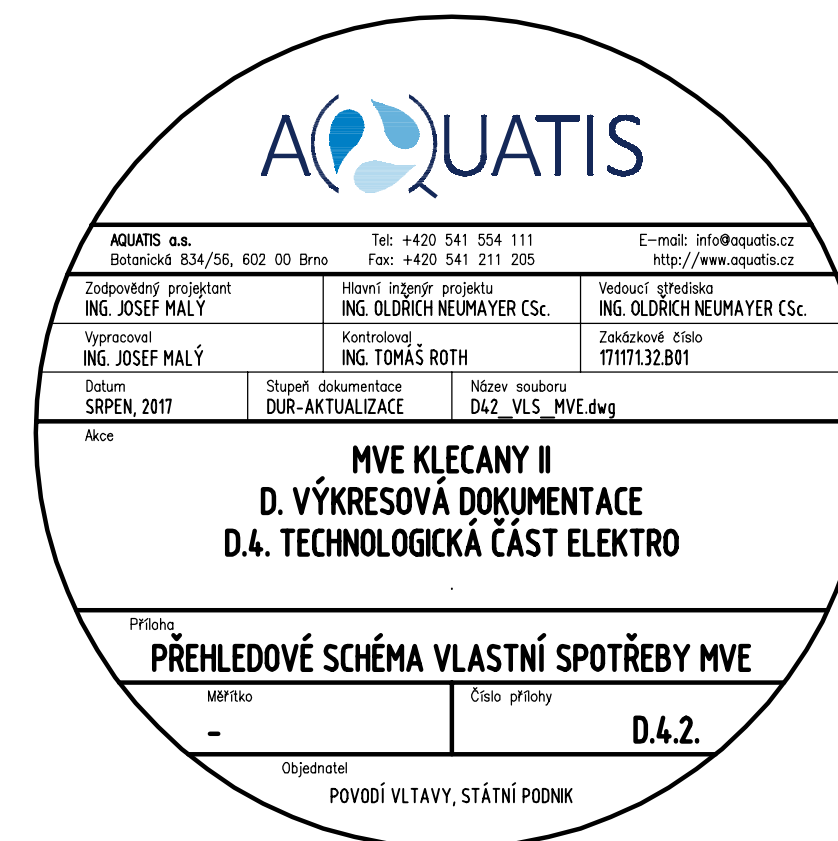 AQUATIS
AQUATIS a.s. Tel: +420 541 554 111 E-mail: info@aquatis.cz
Botanická 834/56, 602 00 Brno Fax: +420 541 211 205 http://www.aquatis.cz
Zodpovědný projektant Hlavní inženýr projektu Vedoucí střediska
ING. JOSEF MALÝ ING. OLDŘICH NEUMAYER CSc. ING. OLDŘICH NEUMAYER CSc.
Vypracoval Kontroloval Zakázkové číslo
ING. JOSEF MALÝ ING. TOMÁŠ ROTH 171171.32.B01
Datum Stupeň dokumentace Název souboru
SRPEN, 2017 DUR-AKTUALIZACE D42_VLS_MVE.dwg
Akce
MVE KLECANY II
D. VÝKRESOVÁ DOKUMENTACE
D.4. TECHNOLOGICKÁ ČÁST ELEKTRO
.
Příloha
PŘEHLEDOVÉ SCHÉMA VLASTNÍ SPOTŘEBY MVE
Měřítko Číslo přílohy
- D.4.2.
Objednatel
POVODÍ VLTAVY, STÁTNÍ PODNIK